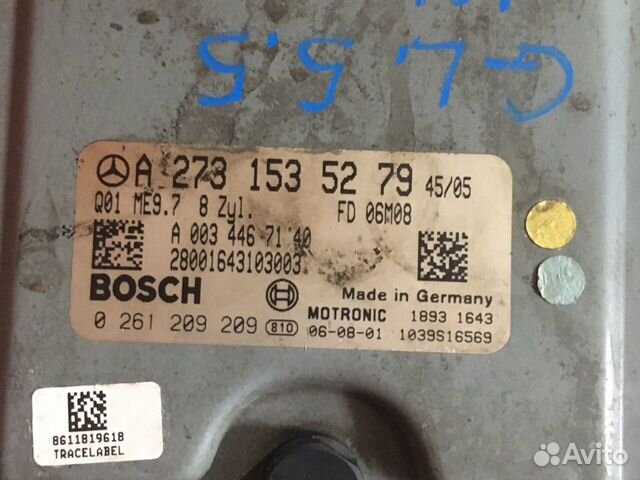 GL 5.5
A 273 153 52 79 45/05
Q01 ME9.7 8 Zyl. FD 06M08
A 003 446 71 40
28001643103003
BOSCH
Made in Germany
MOTRONIC 1893 1643
0 261 209 209 810 06-08-01 1039S16569
8611819618
TRACELABEL
Avito